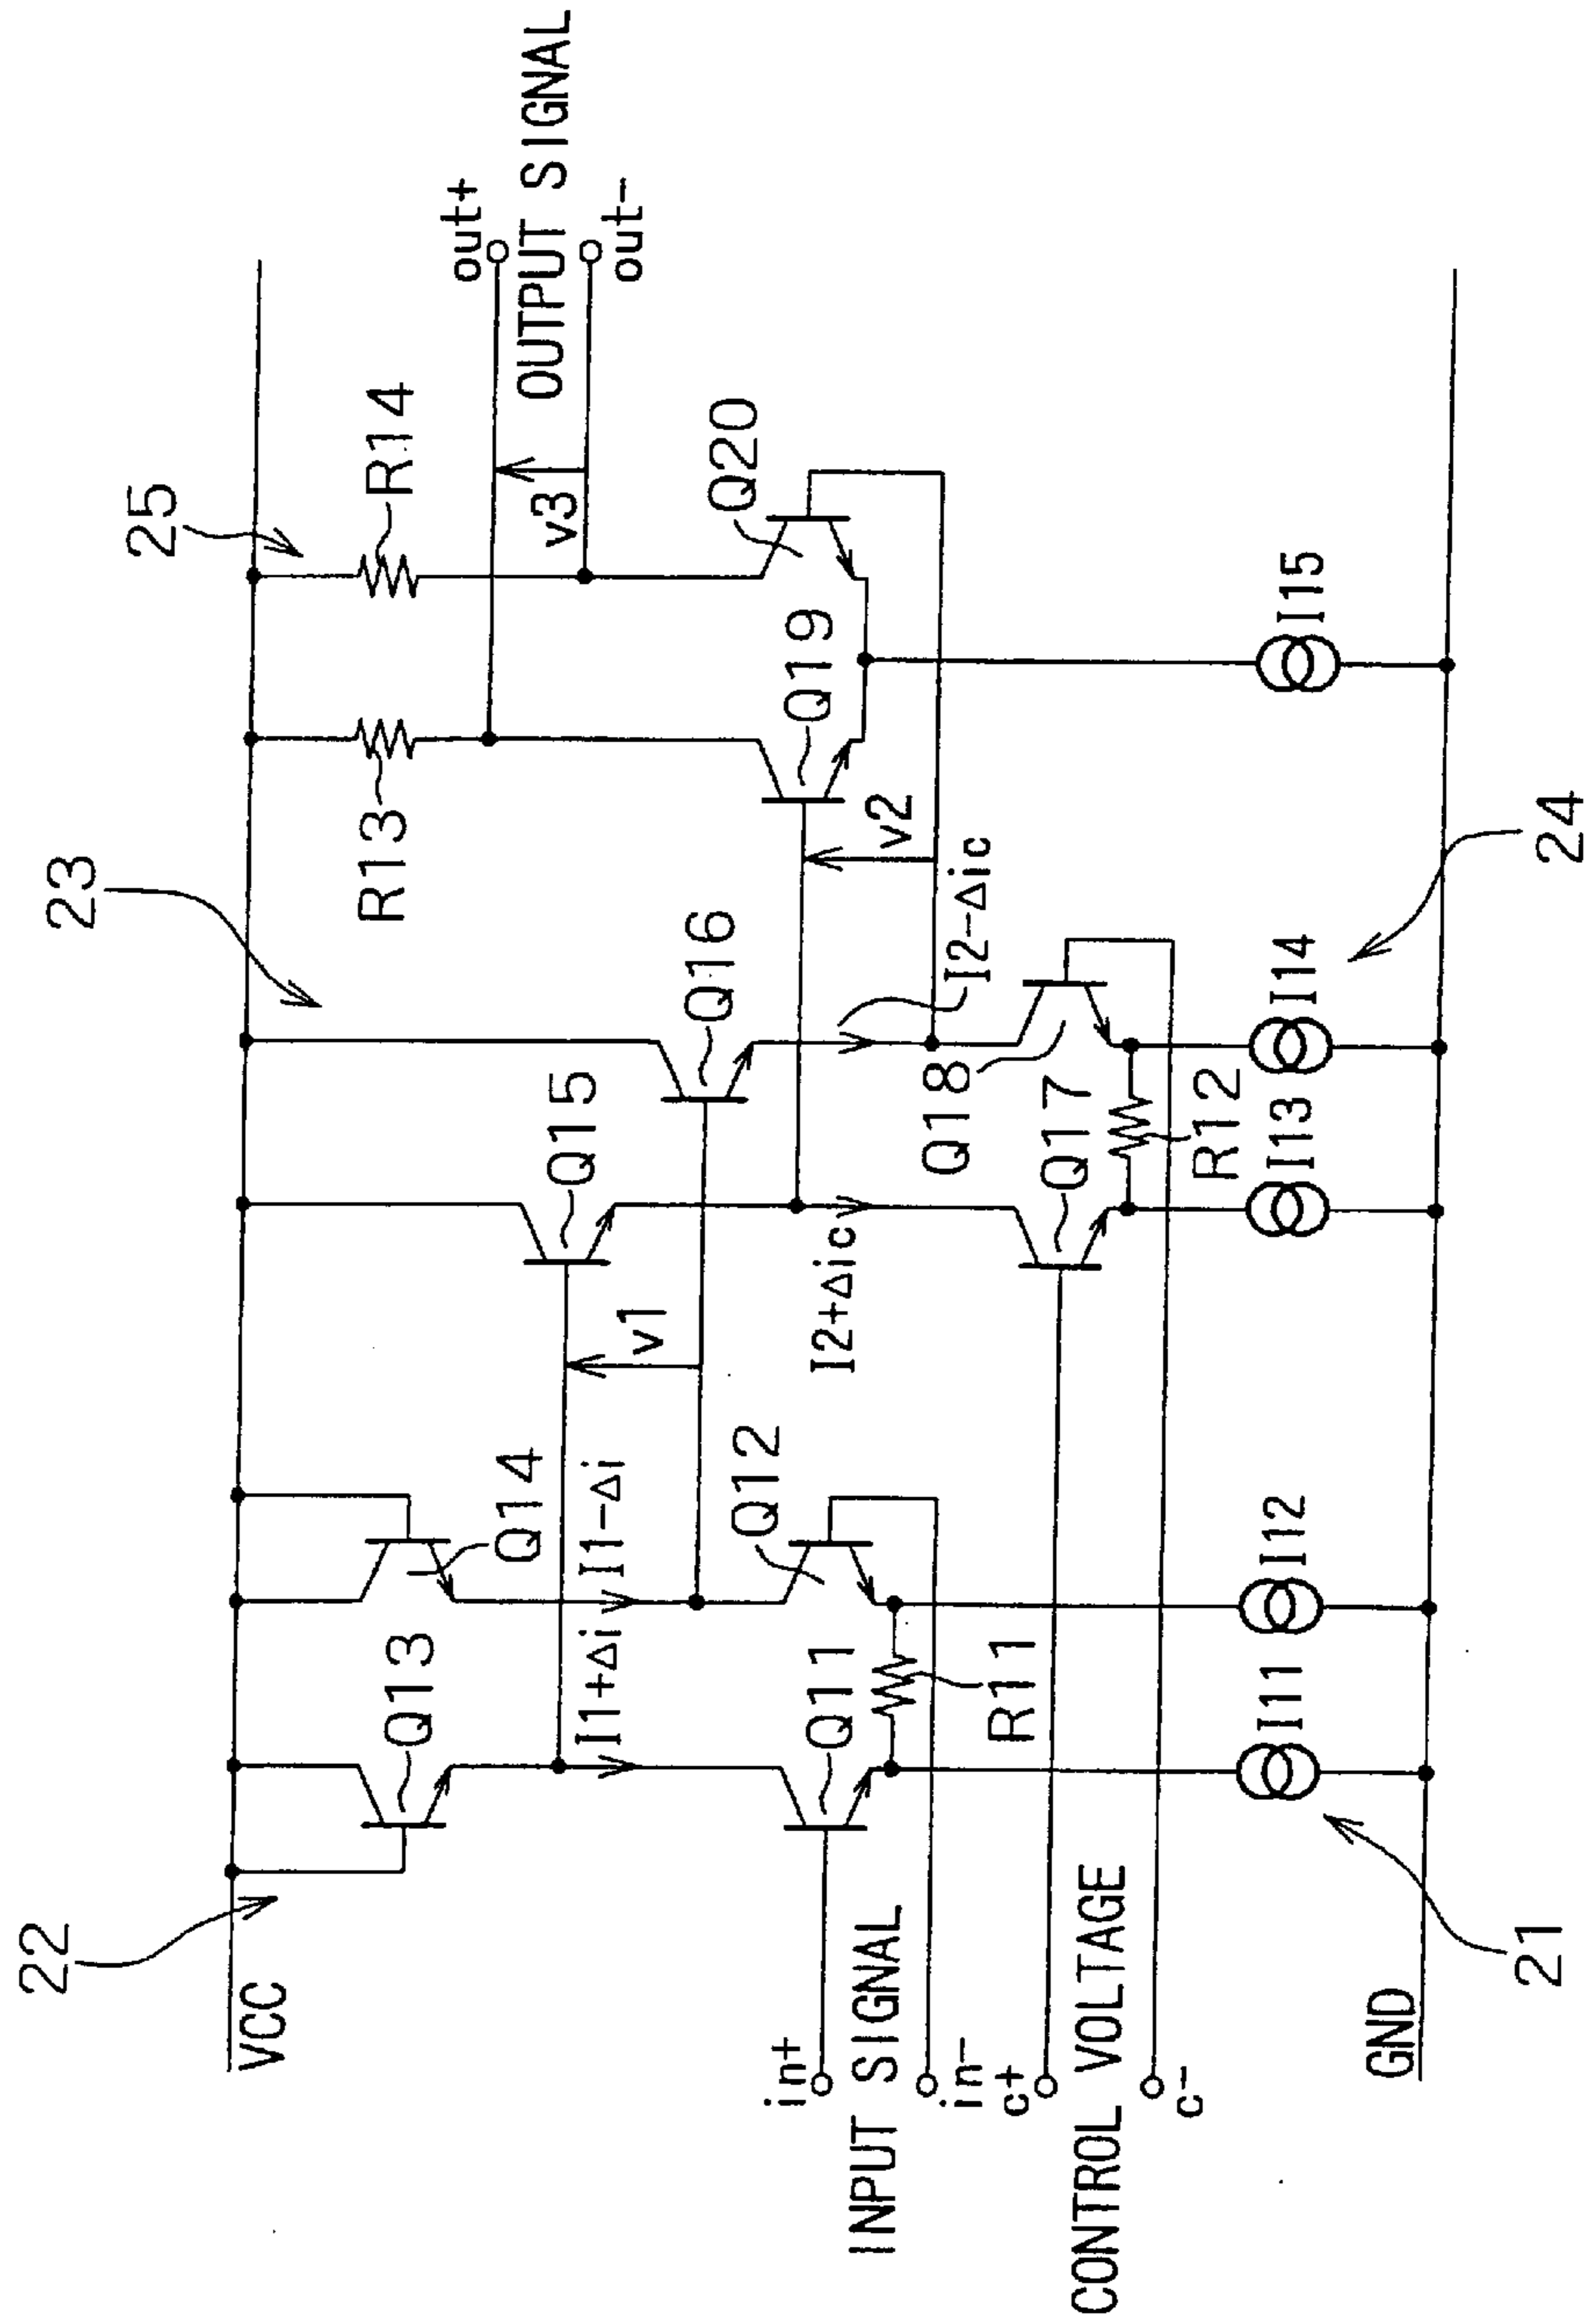 22
23
25
VCC
R13
R14
out+
OUTPUT SIGNAL
out-
v3
Q13
Q14
Q15
Q16
Q19
Q20
I1+Δi
I1-Δi
v1
v2
I2+Δic
I2-Δic
in+
INPUT SIGNAL
in-
Q11
Q12
R11
c+
CONTROL VOLTAGE
c-
Q17
Q18
R12
I11
I12
I13
I14
I15
GND
21
24